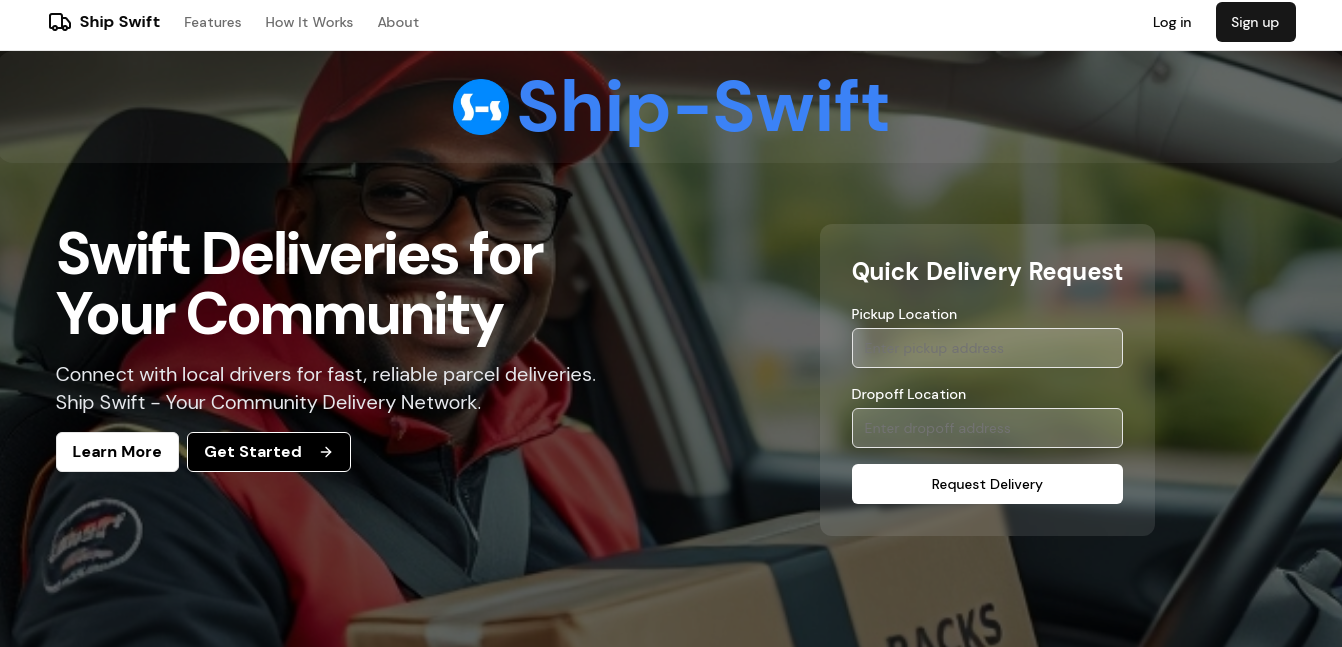 Ship Swift
Features
How It Works
About
Log in
Sign up
Ship-Swift
Swift Deliveries for
Your Community
Connect with local drivers for fast, reliable parcel deliveries.
Ship Swift - Your Community Delivery Network.
Learn More
Get Started
Quick Delivery Request
Pickup Location
pickup address
Dropoff Location
Enter dropoff address
Request Delivery
PACKS